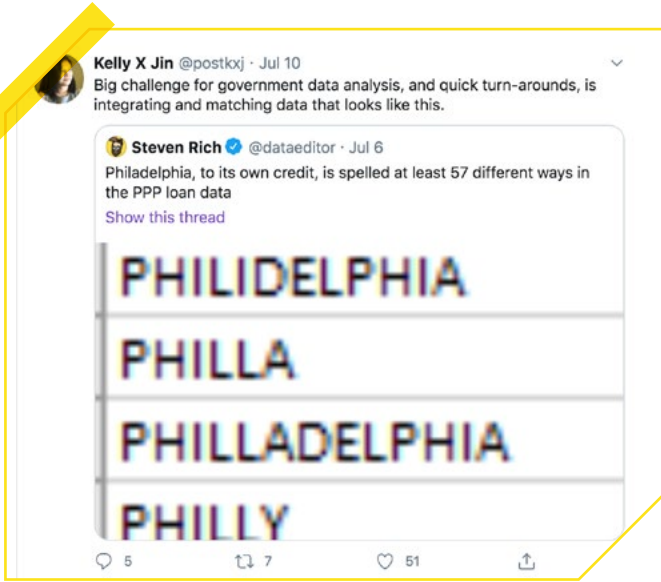 Kelly X Jin @postkxj · Jul 10
Big challenge for government data analysis, and quick turn-arounds, is
integrating and matching data that looks like this.
Steven Rich @dataeditor · Jul 6
Philadelphia, to its own credit, is spelled at least 57 different ways in
the PPP loan data
Show this thread
PHILIDELPHIA
PHILLA
PHILLADELPHIA
PHILLY
5 7 51